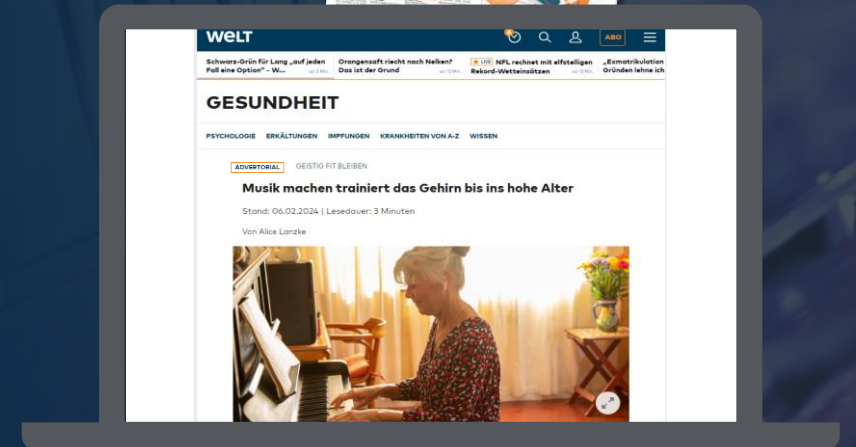 WELT
ABO
Schwarz-Grün für Lang „auf jeden
Fall eine Option“ – W...
Orangensaft riecht nach Nelken?
Das ist der Grund
LIVE NFL rechnet mit elfstelligen
Rekord-Wetteinsätzen
„Exmatrikulation
Gründen lehne ich
GESUNDHEIT
PSYCHOLOGIE ERKÄLTUNGEN IMPFUNGEN KRANKHEITEN VON A-Z WISSEN
ADVERTORIAL GEISTIG FIT BLEIBEN
Musik machen trainiert das Gehirn bis ins hohe Alter
Stand: 06.02.2024 | Lesedauer: 3 Minuten
Von Alice Lanzke